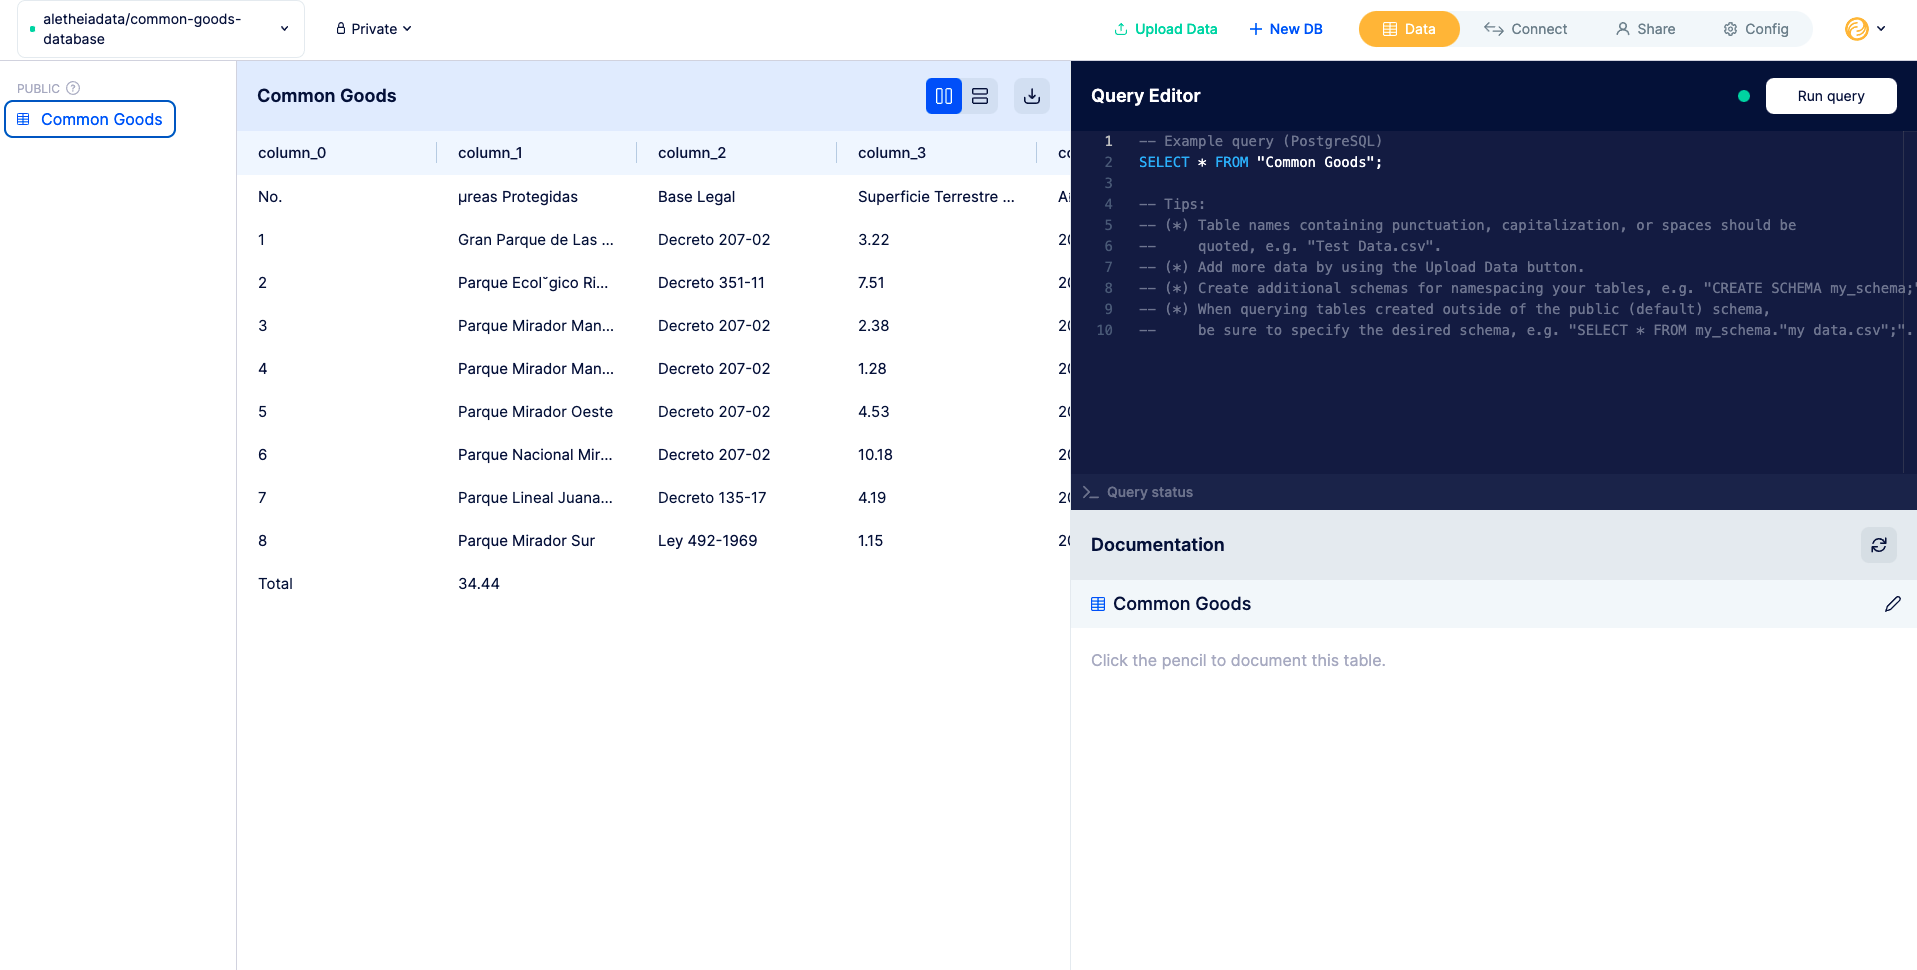 aletheiadata/common-goods-
database
Private
Upload Data
New DB
Data
Connect
Share
Config
PUBLIC
Common Goods
Common Goods
column_0 column_1 column_2 column_3 co
No. µreas Protegidas Base Legal Superficie Terrestre ...
1 Gran Parque de Las ... Decreto 207-02 3.22 20
2 Parque Ecol˘gico Ri... Decreto 351-11 7.51 20
3 Parque Mirador Man... Decreto 207-02 2.38 20
4 Parque Mirador Man... Decreto 207-02 1.28 20
5 Parque Mirador Oeste Decreto 207-02 4.53 20
6 Parque Nacional Mir... Decreto 207-02 10.18 20
7 Parque Lineal Juana... Decreto 135-17 4.19 20
8 Parque Mirador Sur Ley 492-1969 1.15 20
Total 34.44
Query Editor
Run query
1 -- Example query (PostgreSQL)
2 SELECT * FROM "Common Goods";
3
4 -- Tips:
5 -- (*) Table names containing punctuation, capitalization, or spaces should be
6 -- quoted, e.g. "Test Data.csv".
7 -- (*) Add more data by using the Upload Data button.
8 -- (*) Create additional schemas for namespacing your tables, e.g. "CREATE SCHEMA my_schema;"
9 -- (*) When querying tables created outside of the public (default) schema,
10 -- be sure to specify the desired schema, e.g. "SELECT * FROM my_schema."my data.csv";".
Query status
Documentation
Common Goods
Click the pencil to document this table.